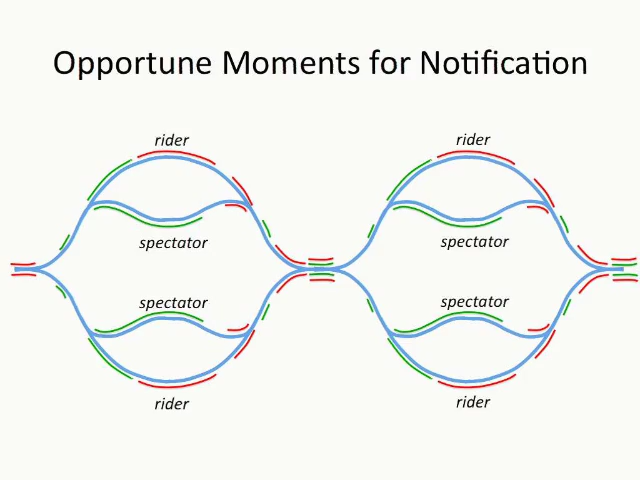 Opportune Moments for Notification
rider
rider
spectator
spectator
spectator
spectator
rider
rider